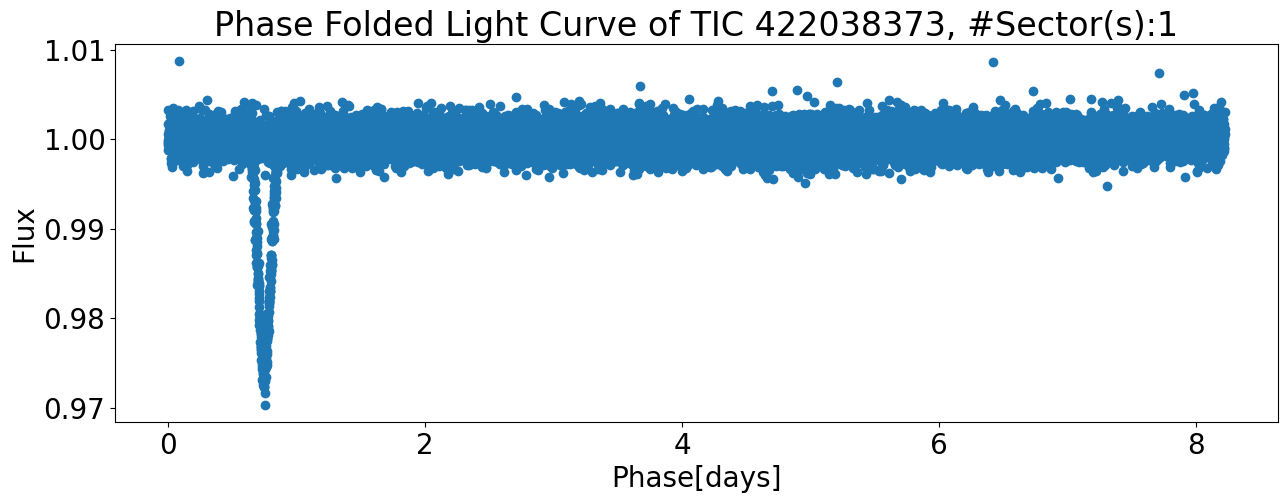 Phase Folded Light Curve of TIC 422038373, #Sector(s):1
1.01
1.00
0.99
0.98
0.97
Flux
0 2 4 6 8
Phase[days]